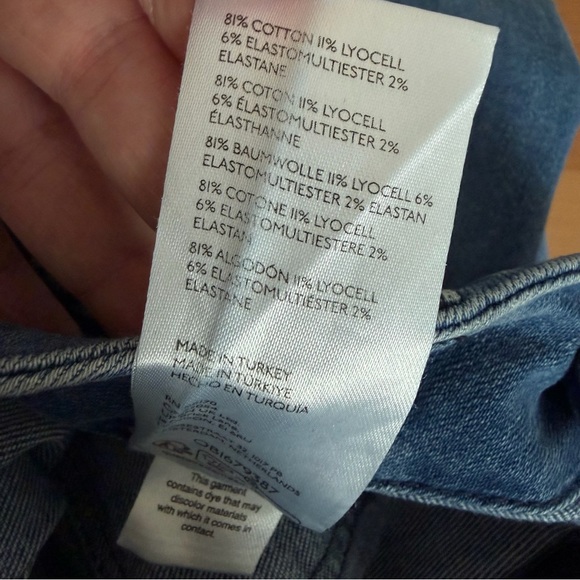 81% COTTON 11% LYOCELL
6% ELASTOMULTIESTER 2%
ELASTANE
81% COTON 11% LYOCELL
6% ÉLASTOMULTIESTER 2%
ÉLASTHANNE
81% BAUMWOLLE 11% LYOCELL 6%
ELASTOMULTIESTER 2% ELASTAN
81% COTONE 11% LYOCELL
6% ELASTOMULTIESTERE 2%
ELASTAN
81% ALGODÓN 11% LYOCELL
6% ELASTOMULTIÉSTER 2%
ELASTANE
MADE IN TURKEY
MADE IN TÜRKIYE
HECHO EN TURQUIA
RN
NETHERLANDS
This garment
contains dye that may
discolor materials
with which it comes in
contact.